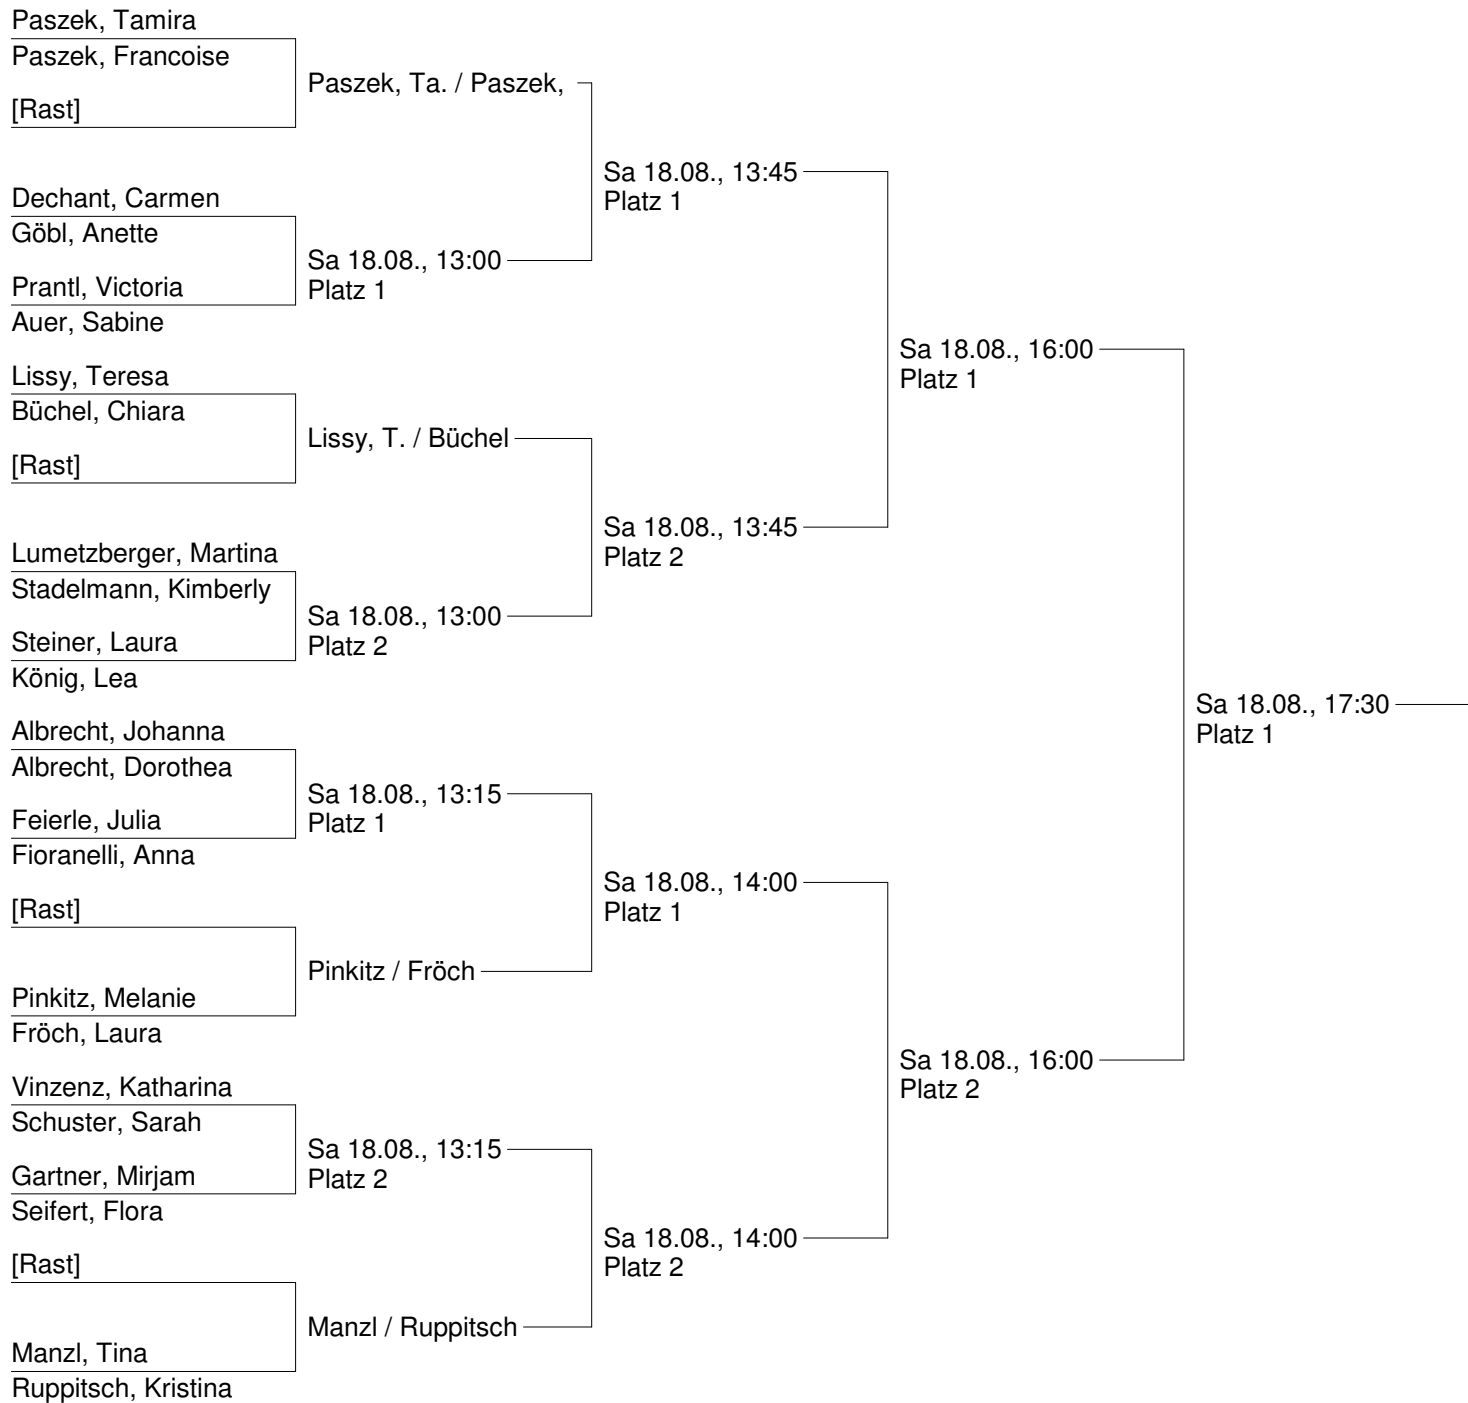 Paszek, Tamira
Paszek, Francoise
[Rast]
Paszek, Ta. / Paszek,
Dechant, Carmen
Göbl, Anette
Prantl, Victoria
Auer, Sabine
Sa 18.08., 13:00
Platz 1
Sa 18.08., 13:45
Platz 1
Lissy, Teresa
Büchel, Chiara
[Rast]
Lissy, T. / Büchel
Lumetzberger, Martina
Stadelmann, Kimberly
Steiner, Laura
König, Lea
Sa 18.08., 13:00
Platz 2
Sa 18.08., 13:45
Platz 2
Sa 18.08., 16:00
Platz 1
Albrecht, Johanna
Albrecht, Dorothea
Feierle, Julia
Fioranelli, Anna
Sa 18.08., 13:15
Platz 1
[Rast]
Pinkitz, Melanie
Fröch, Laura
Pinkitz / Fröch
Sa 18.08., 14:00
Platz 1
Vinzenz, Katharina
Schuster, Sarah
Gartner, Mirjam
Seifert, Flora
Sa 18.08., 13:15
Platz 2
[Rast]
Manzl, Tina
Ruppitsch, Kristina
Manzl / Ruppitsch
Sa 18.08., 14:00
Platz 2
Sa 18.08., 16:00
Platz 2
Sa 18.08., 17:30
Platz 1